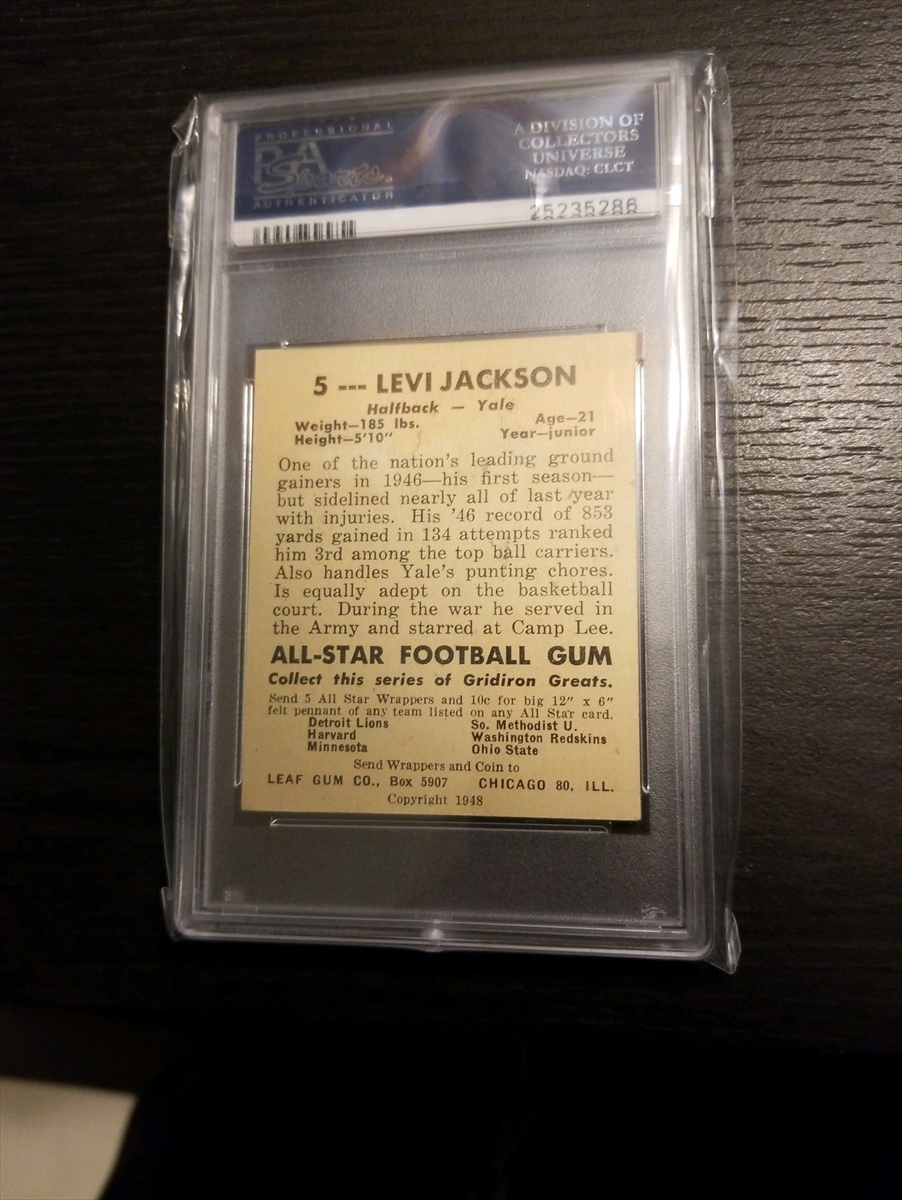 PROFESSIONAL
PSA
Sports
AUTHENTICATOR
A DIVISION OF
COLLECTORS
UNIVERSE
NASDAQ: CLCT
25235286
5 --- LEVI JACKSON
Halfback — Yale
Weight—185 lbs. Age—21
Height—5'10" Year—junior
One of the nation's leading ground
gainers in 1946—his first season—
but sidelined nearly all of last year
with injuries. His '46 record of 853
yards gained in 134 attempts ranked
him 3rd among the top ball carriers.
Also handles Yale's punting chores.
Is equally adept on the basketball
court. During the war he served in
the Army and starred at Camp Lee.
ALL-STAR FOOTBALL GUM
Collect this series of Gridiron Greats.
Send 5 All Star Wrappers and 10c for big 12" x 6"
felt pennant of any team listed on any All Star card.
Detroit Lions So. Methodist U.
Harvard Washington Redskins
Minnesota Ohio State
Send Wrappers and Coin to
LEAF GUM CO., Box 5907 CHICAGO 80, ILL.
Copyright 1948